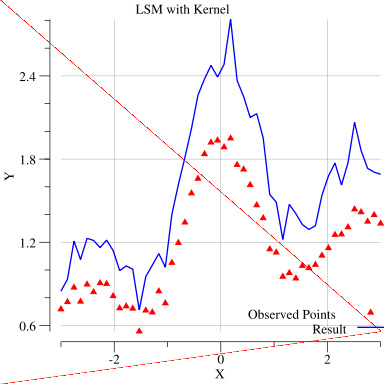 LSM with Kernel
2.4
1.8
Y
1.2
0.6
Observed Points
Result
-2
0
2
X